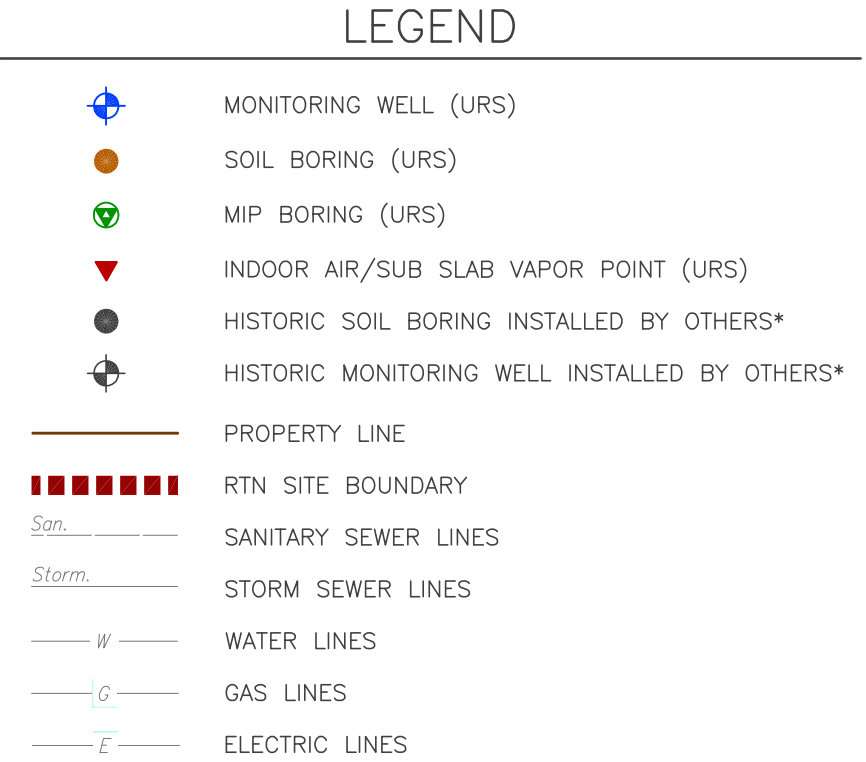 LEGEND
MONITORING WELL (URS)
SOIL BORING (URS)
MIP BORING (URS)
INDOOR AIR/SUB SLAB VAPOR POINT (URS)
HISTORIC SOIL BORING INSTALLED BY OTHERS*
HISTORIC MONITORING WELL INSTALLED BY OTHERS*
PROPERTY LINE
RTN SITE BOUNDARY
San. SANITARY SEWER LINES
Storm. STORM SEWER LINES
W WATER LINES
G GAS LINES
E ELECTRIC LINES